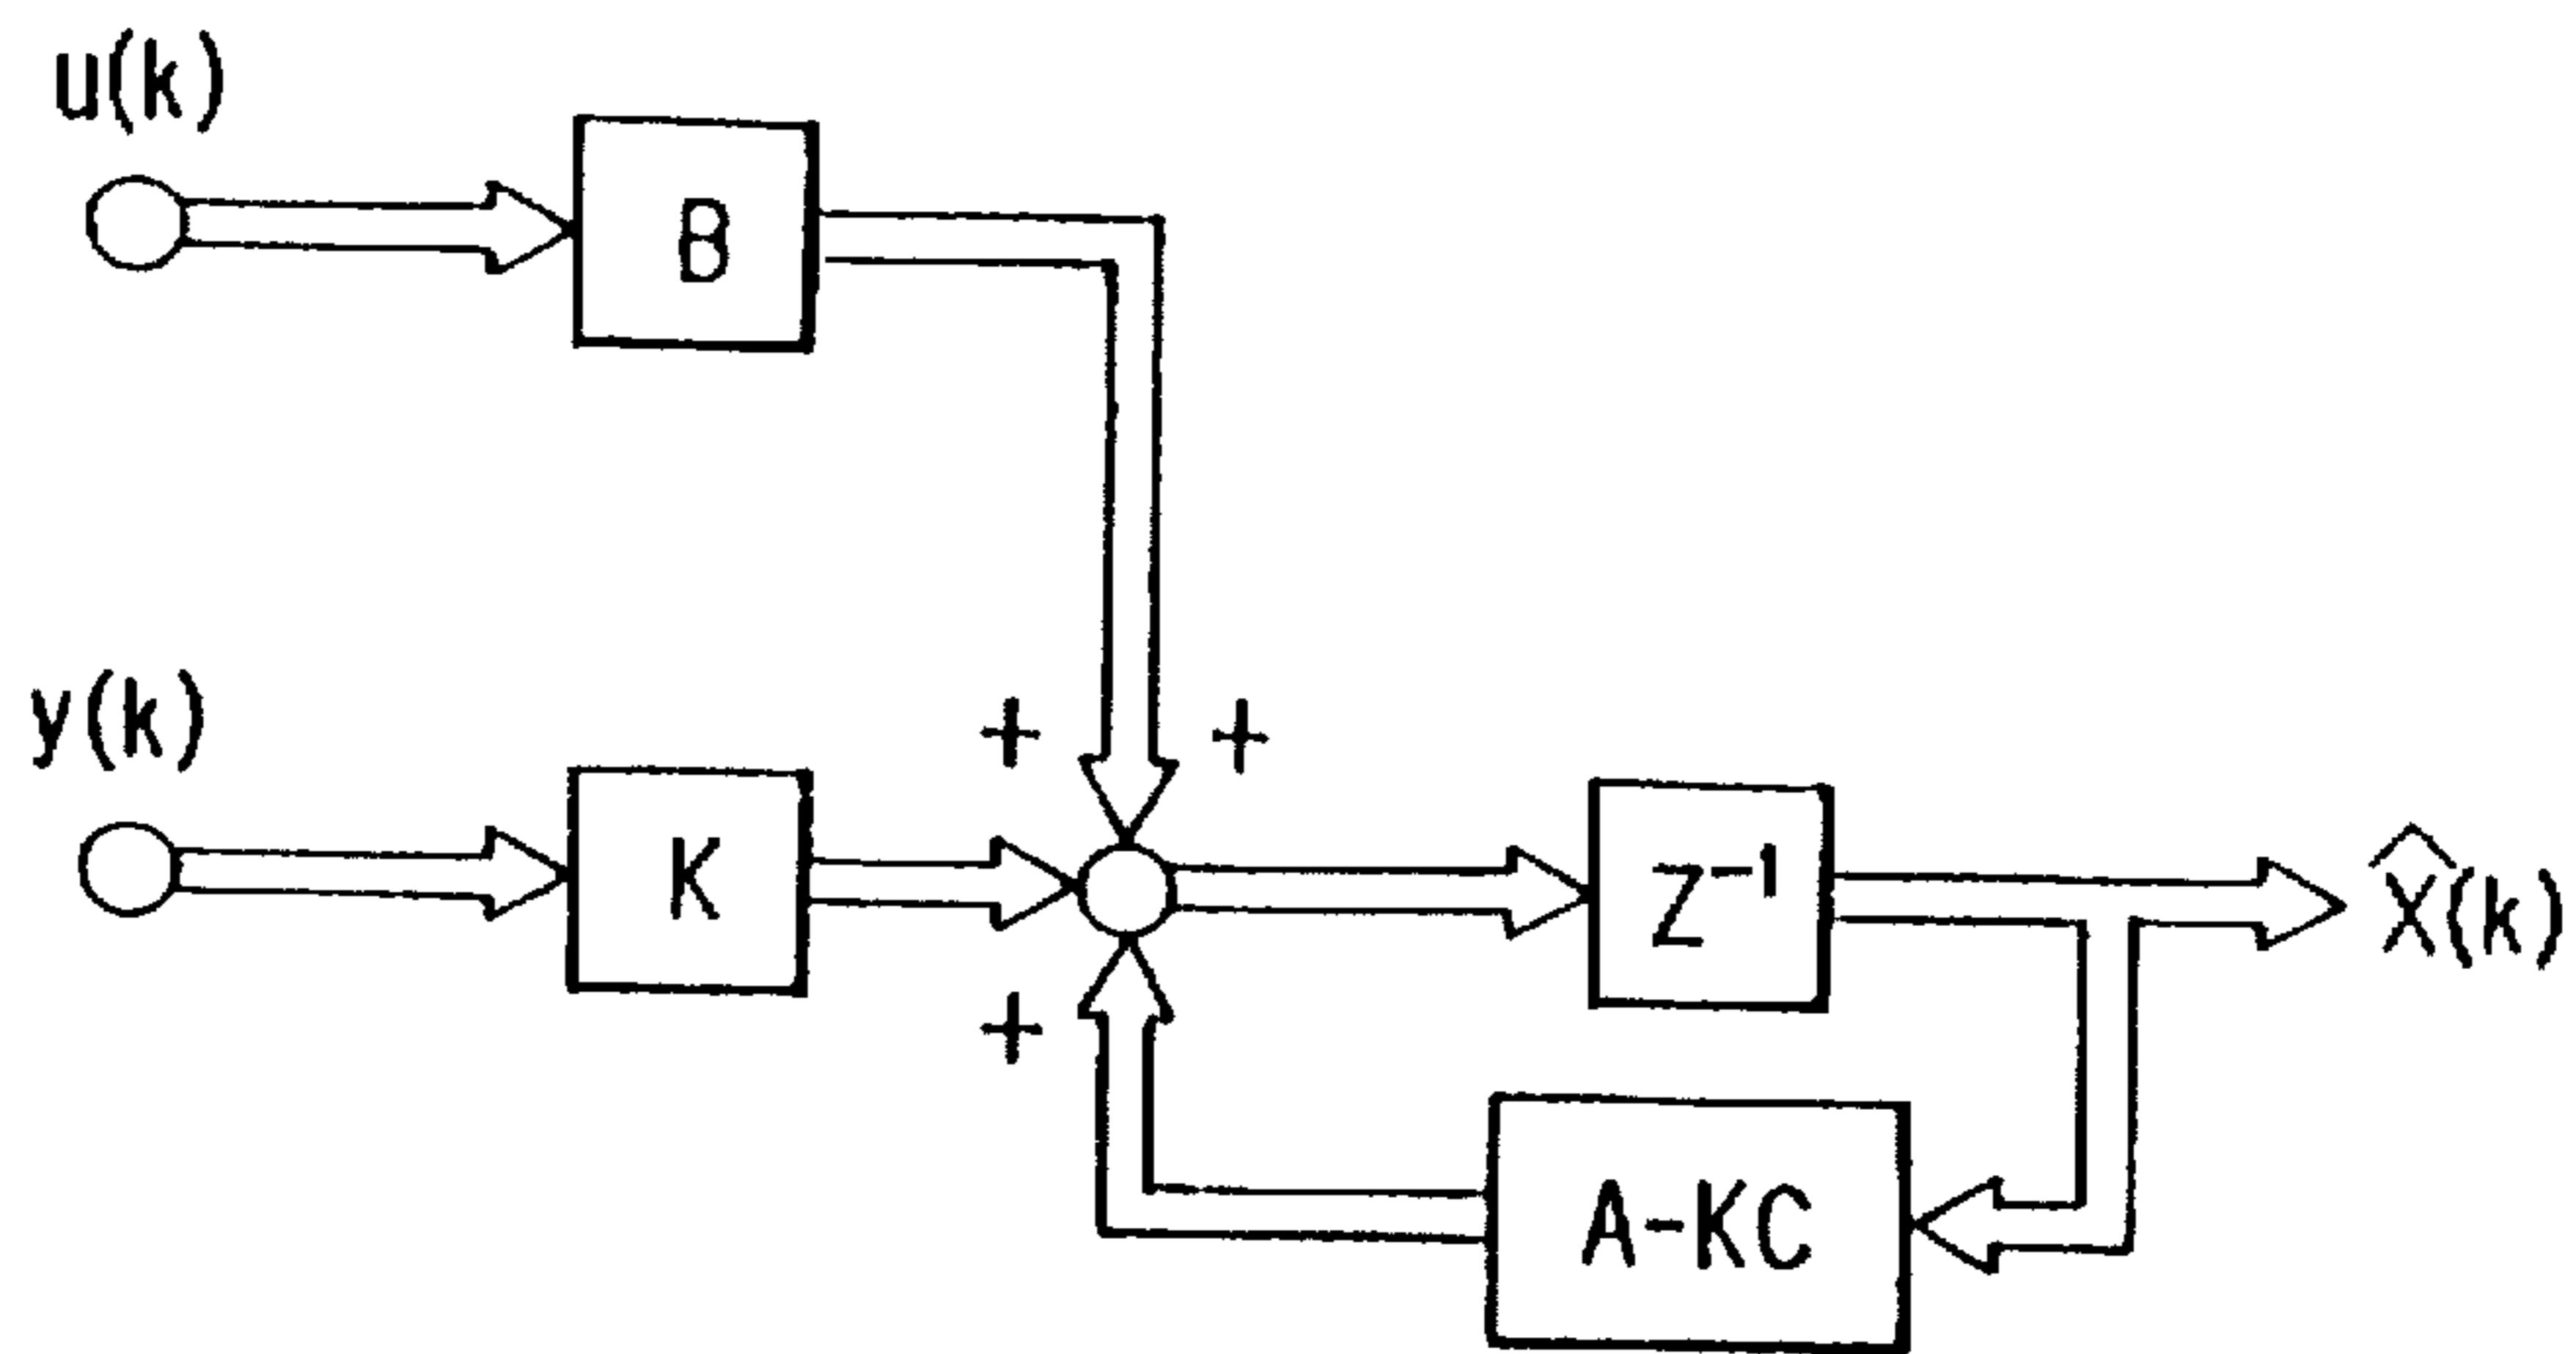 u(k)
B
y(k)
+ +
K
Z⁻¹
X̂(k)
+
A-KC